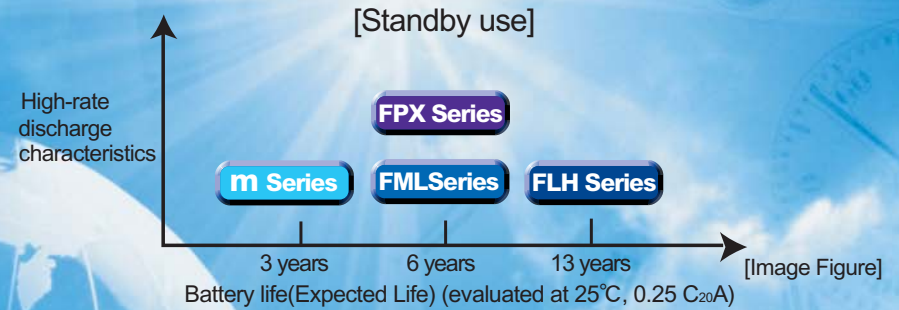 [Standby use]
High-rate
discharge
characteristics
FPX Series
m Series
FMLSeries
FLH Series
3 years
6 years
13 years
[Image Figure]
Battery life(Expected Life) (evaluated at 25℃, 0.25 C₂₀A)